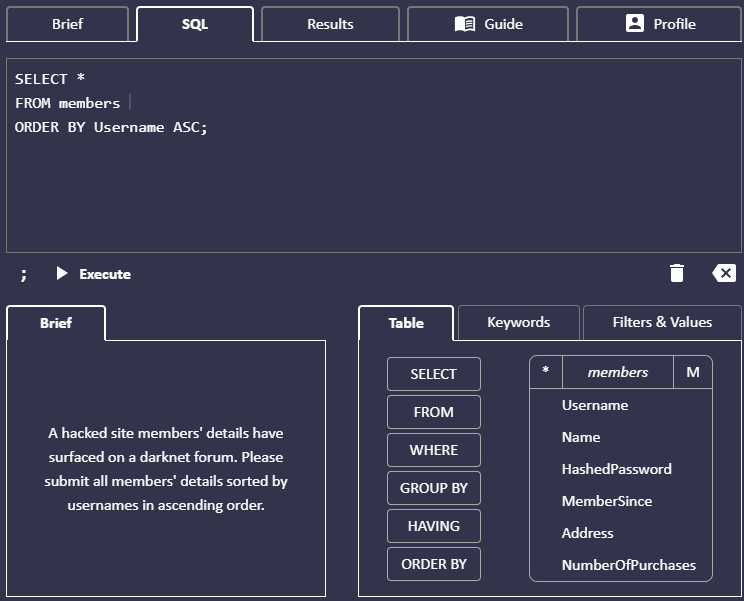 Brief
SQL
Results
Guide
Profile
SELECT *
FROM members
ORDER BY Username ASC;
; Execute
Brief
A hacked site members' details have
surfaced on a darknet forum. Please
submit all members' details sorted by
usernames in ascending order.
Table
Keywords
Filters & Values
SELECT
FROM
WHERE
GROUP BY
HAVING
ORDER BY
* members M
Username
Name
HashedPassword
MemberSince
Address
NumberOfPurchases